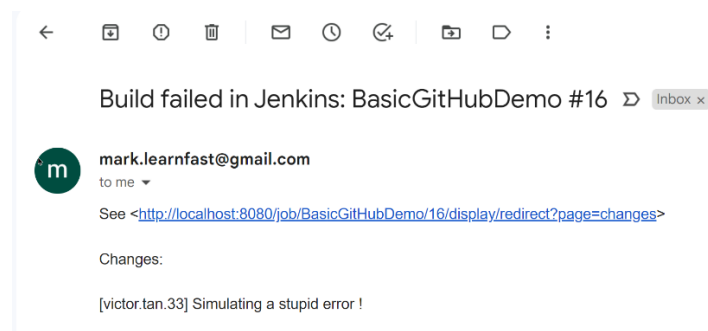 Build failed in Jenkins: BasicGitHubDemo #16 Inbox x
m
mark.learnfast@gmail.com
to me
See <http://localhost:8080/job/BasicGitHubDemo/16/display/redirect?page=changes>
Changes:
[victor.tan.33] Simulating a stupid error !